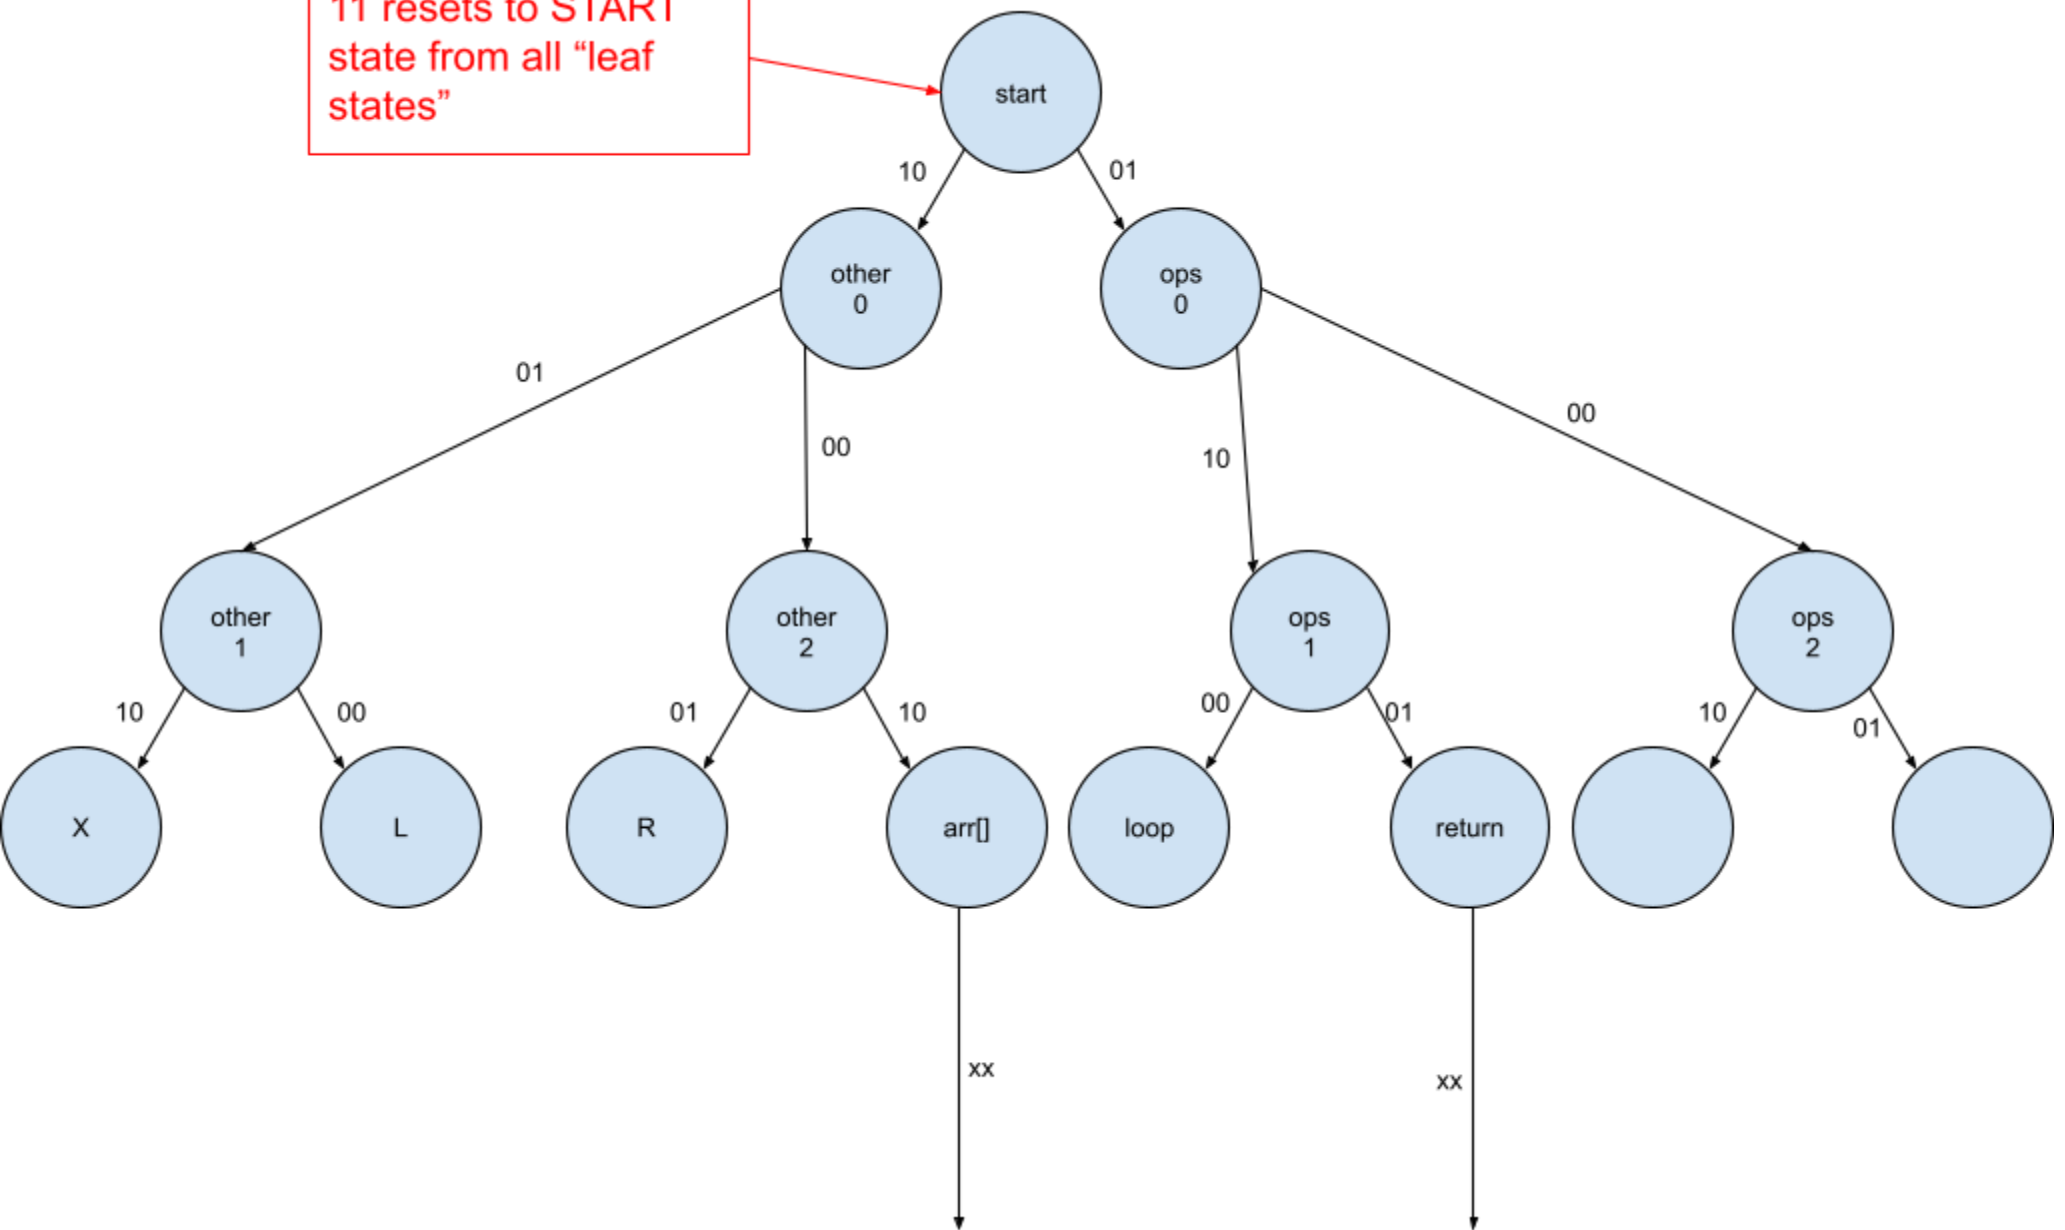 11 resets to START
state from all “leaf
states”
start
10
01
other
0
ops
0
01
00
10
00
other
1
other
2
ops
1
ops
2
10
00
01
10
00
01
10
01
X
L
R
arr[]
loop
return
xx
xx